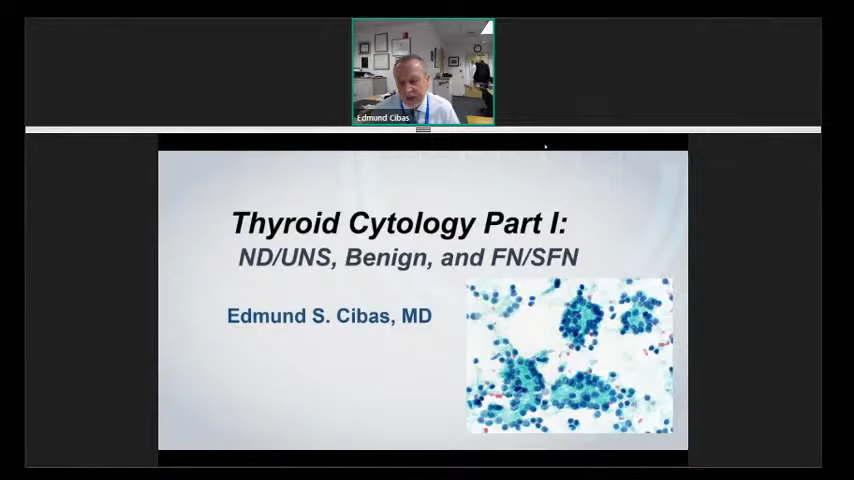 Edmund Cibas
Thyroid Cytology Part I:
ND/UNS, Benign, and FN/SFN
Edmund S. Cibas, MD